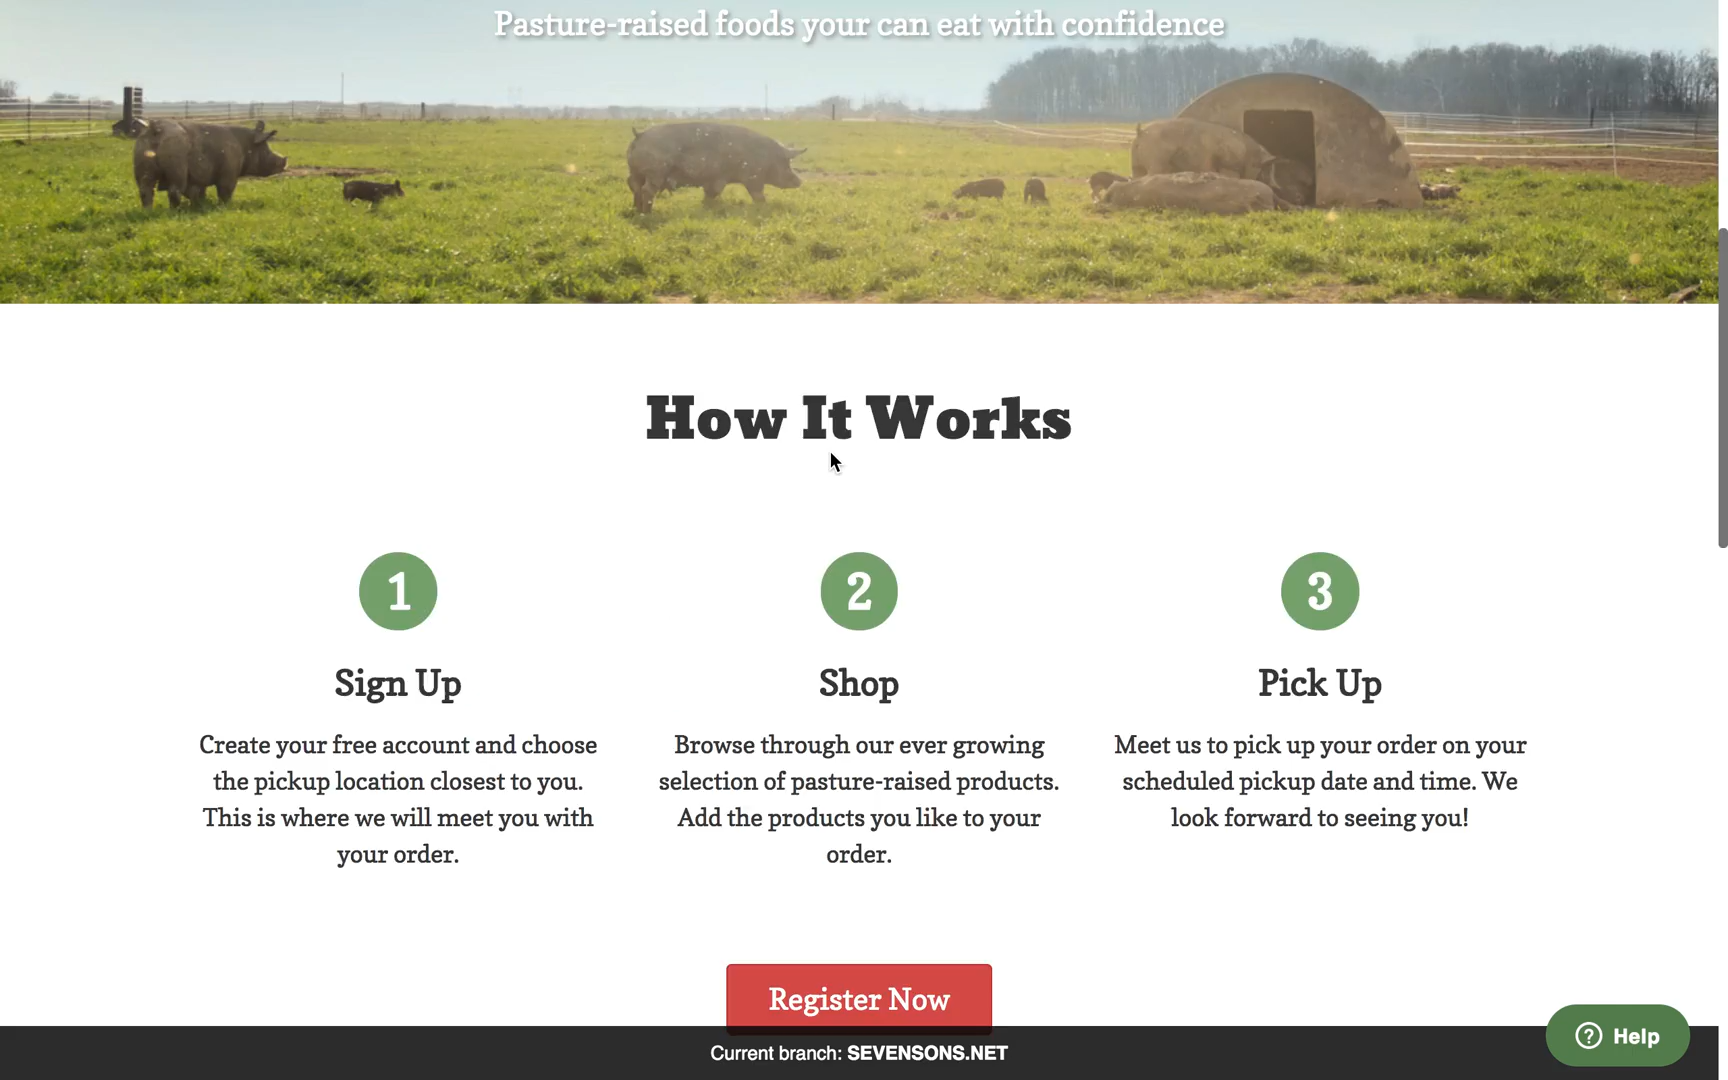 Pasture-raised foods your can eat with confidence
How It Works
1
2
3
Sign Up
Shop
Pick Up
Create your free account and choose
the pickup location closest to you.
This is where we will meet you with
your order.
Browse through our ever growing
selection of pasture-raised products.
Add the products you like to your
order.
Meet us to pick up your order on your
scheduled pickup date and time. We
look forward to seeing you!
Register Now
Current branch: SEVENSONS.NET
? Help